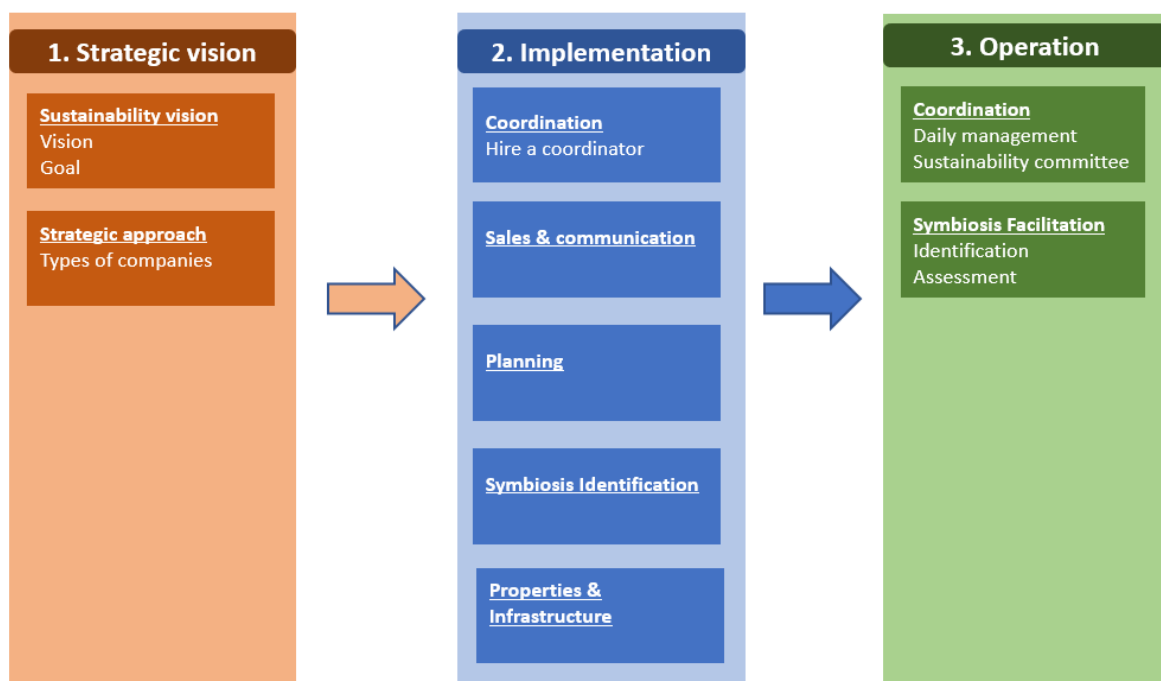 1. Strategic vision
Sustainability vision
Vision
Goal
Strategic approach
Types of companies
2. Implementation
Coordination
Hire a coordinator
Sales & communication
Planning
Symbiosis Identification
Properties &
Infrastructure
3. Operation
Coordination
Daily management
Sustainability committee
Symbiosis Facilitation
Identification
Assessment